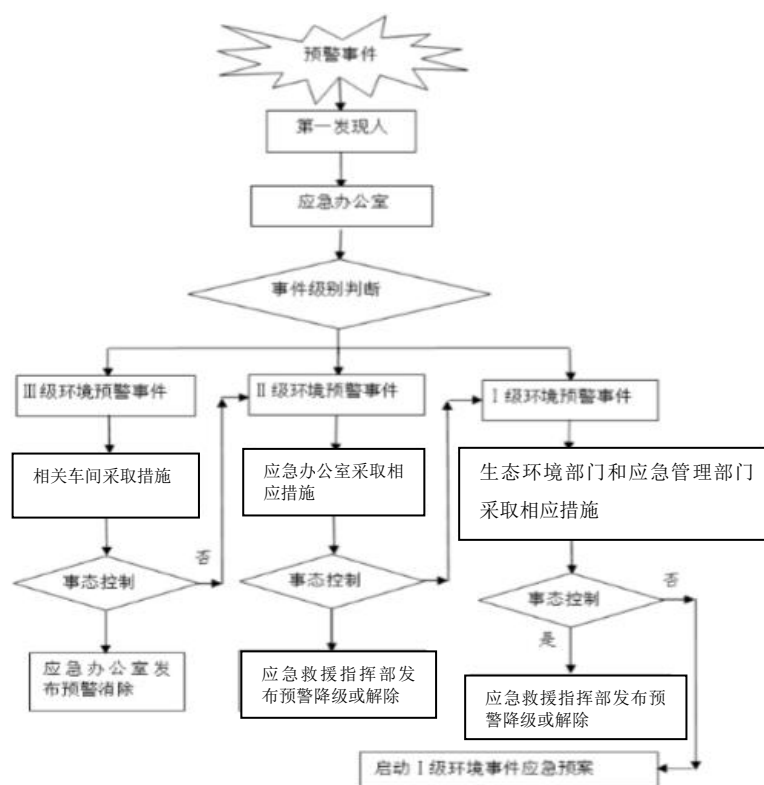 预警事件
第一发现人
应急办公室
事件级别判断
Ⅲ级环境预警事件
Ⅱ级环境预警事件
Ⅰ级环境预警事件
相关车间采取措施
应急办公室采取相
应措施
生态环境部门和应急管理部门
采取相应措施
否
否
事态控制
事态控制
事态控制
是
应急办公室发
布预警消除
应急救援指挥部发
布预警降级或解除
应急救援指挥部发布预
警降级或解除
启动Ⅰ级环境事件应急预案